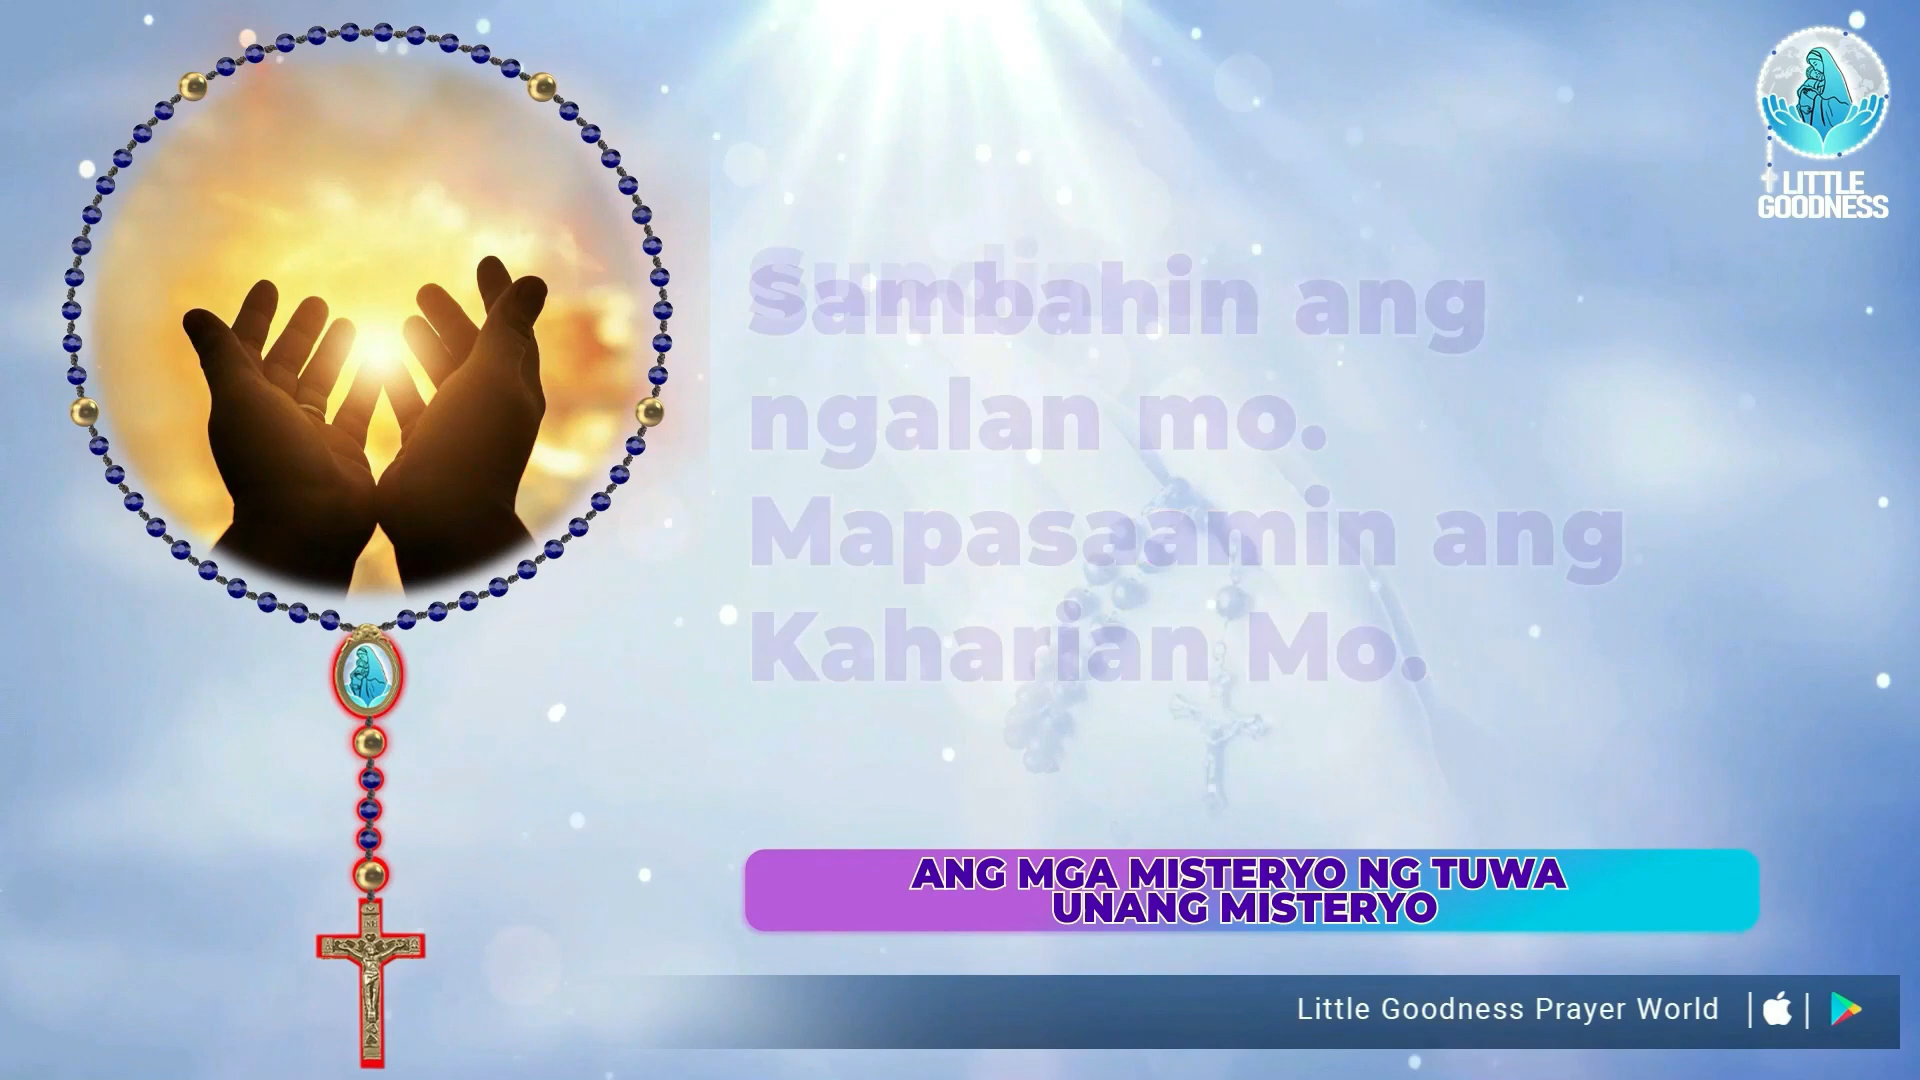 LITTLE
GOODNESS
Sambahin ang
ngalan mo.
Mapasaamin ang
Kaharian Mo.
ANG MGA MISTERYO NG TUWA
UNANG MISTERYO
Little Goodness Prayer World